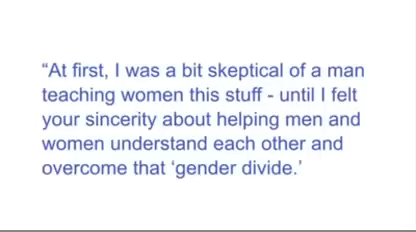 “At first, I was a bit skeptical of a man
teaching women this stuff - until I felt
your sincerity about helping men and
women understand each other and
overcome that ‘gender divide.’